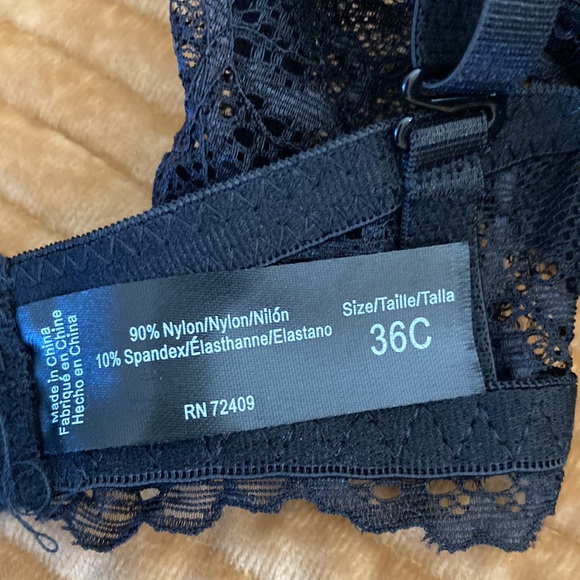 Made in China
Fabriqué en Chine
Hecho en China
90% Nylon/Nylon/Nilón
10% Spandex/Élasthanne/Elastano
RN 72409
Size/Taille/Talla
36C